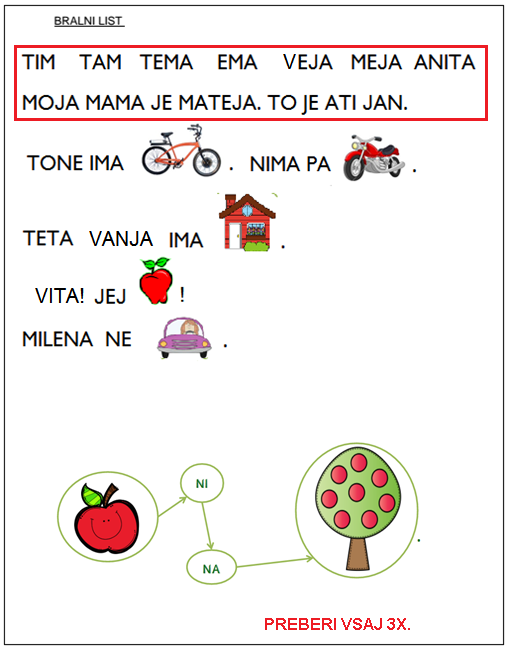 BRALNI LIST
TIM TAM TEMA EMA VEJA MEJA ANITA
MOJA MAMA JE MATEJA. TO JE ATI JAN.
TONE IMA . NIMA PA .
TETA VANJA IMA .
VITA! JEJ !
MILENA NE .
NI
NA
.
PREBERI VSAJ 3X.